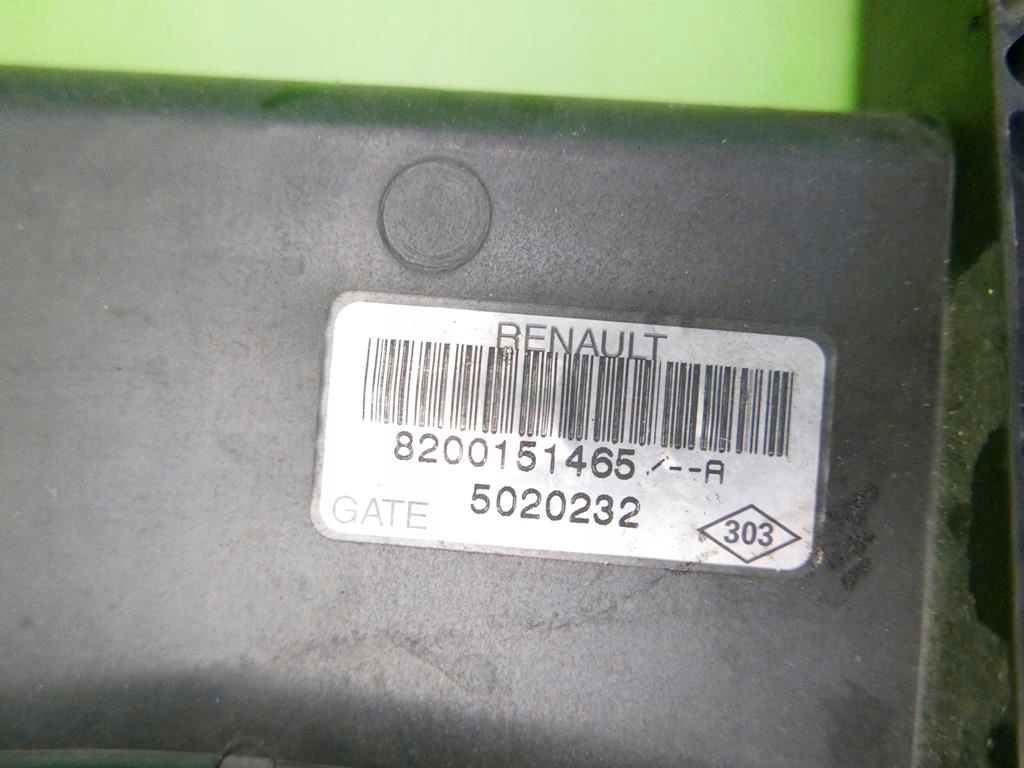 RENAULT
8200151465/--A
5020232
GATE
303